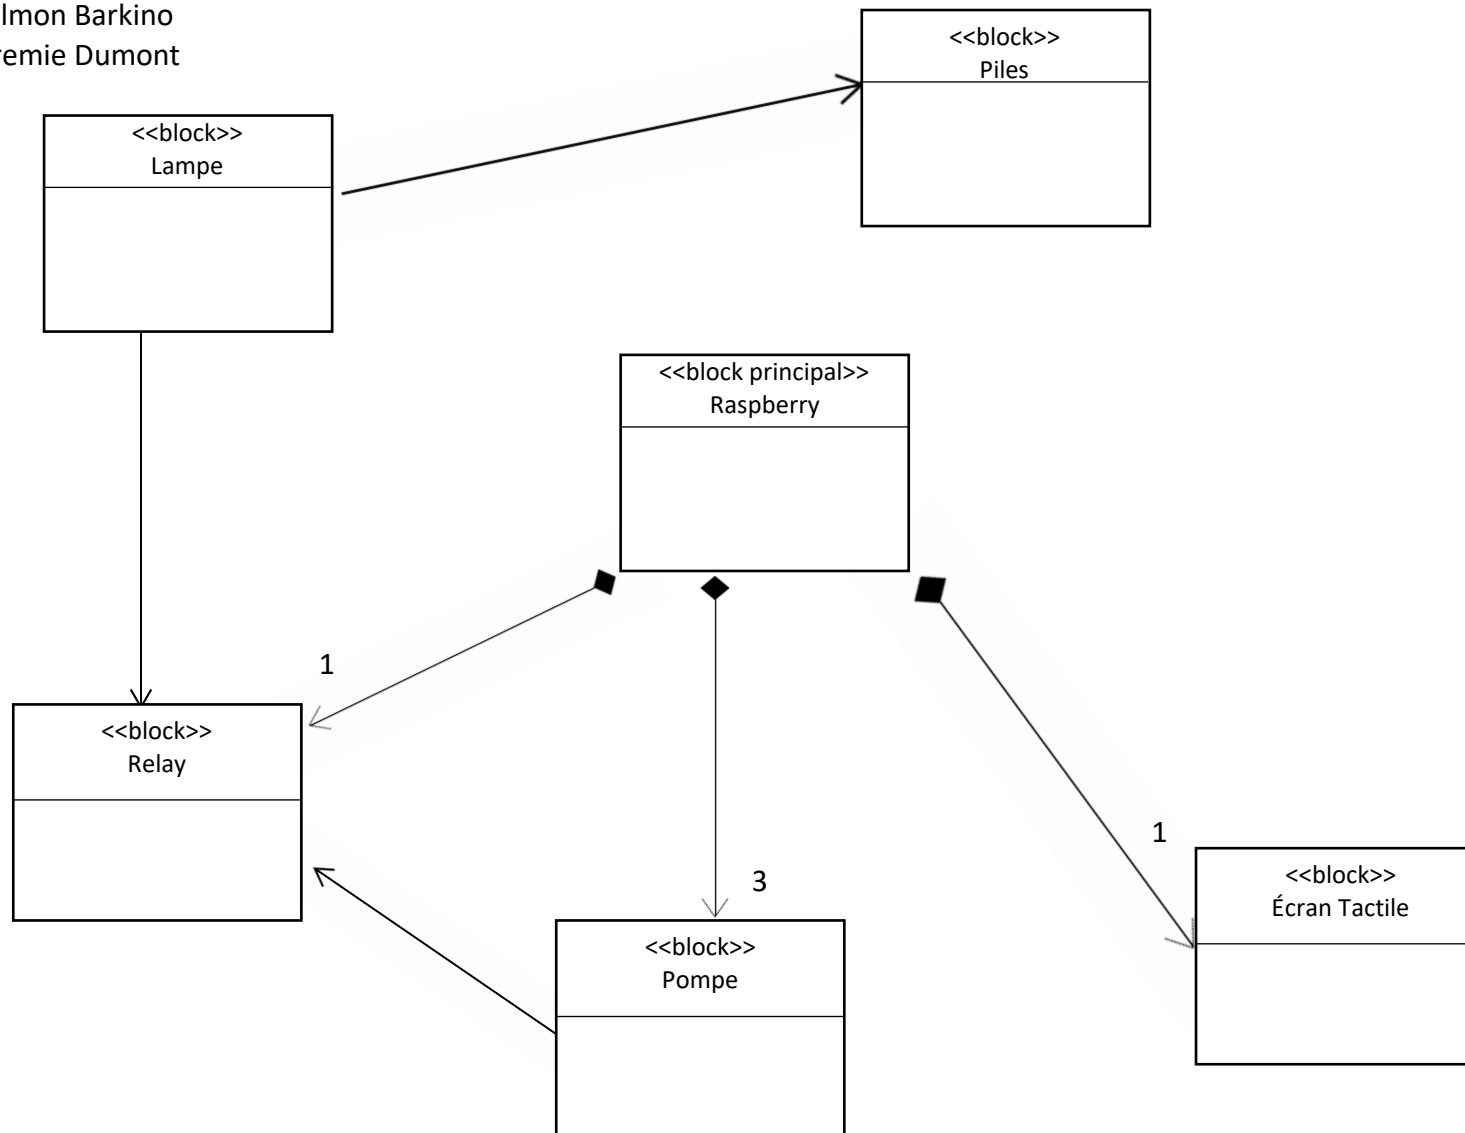 lmon Barkino
remie Dumont
<<block>>
Piles
<<block>>
Lampe
<<block principal>>
Raspberry
1
<<block>>
Relay
1
3
<<block>>
Écran Tactile
<<block>>
Pompe